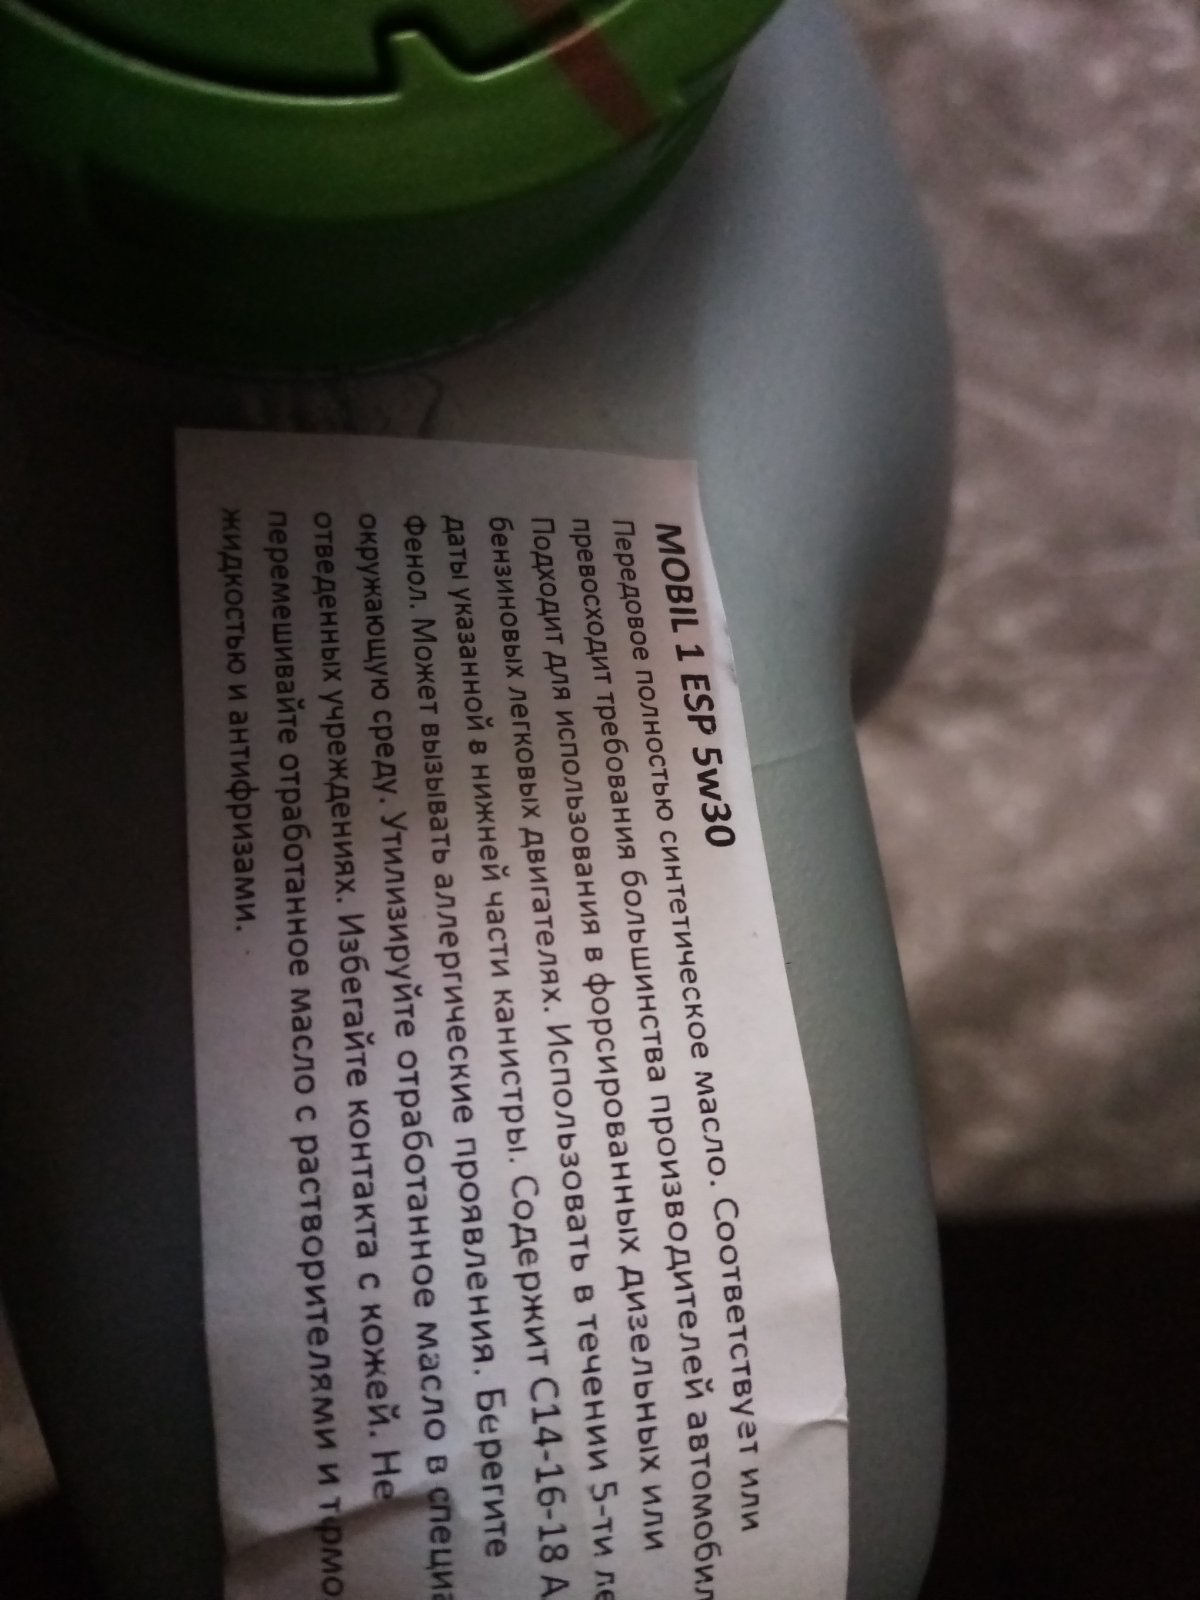 MOBIL 1 ESP 5w30
Передовое полностью синтетическое масло. Соответствует или
превосходит требования большинства производителей автомобил
Подходит для использования в форсированных дизельных или
бензиновых легковых двигателях. Использовать в течении 5-ти ле
даты указанной в нижней части канистры. Содержит С14-16-18 А
Фенол. Может вызывать аллергические проявления. Берегите
окружающую среду. Утилизируйте отработанное масло в специа
отведенных учреждениях. Избегайте контакта с кожей. Не
перемешивайте отработанное масло с растворителями и тормо
жидкостью и антифризами.